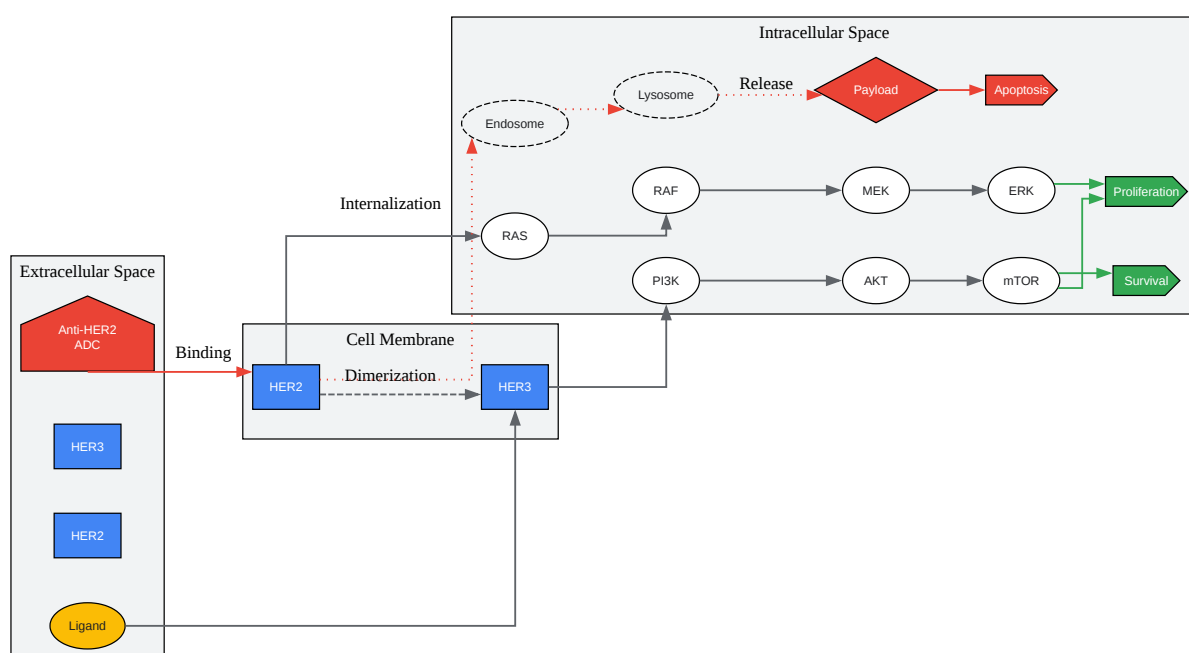 Intracellular Space
Release
Lysosome
Payload
Apoptosis
Endosome
Internalization
RAF
MEK
ERK
Proliferation
RAS
PI3K
AKT
mTOR
Survival
Extracellular Space
Anti-HER2
ADC
Binding
Cell Membrane
HER2
Dimerization
HER3
HER3
HER2
Ligand